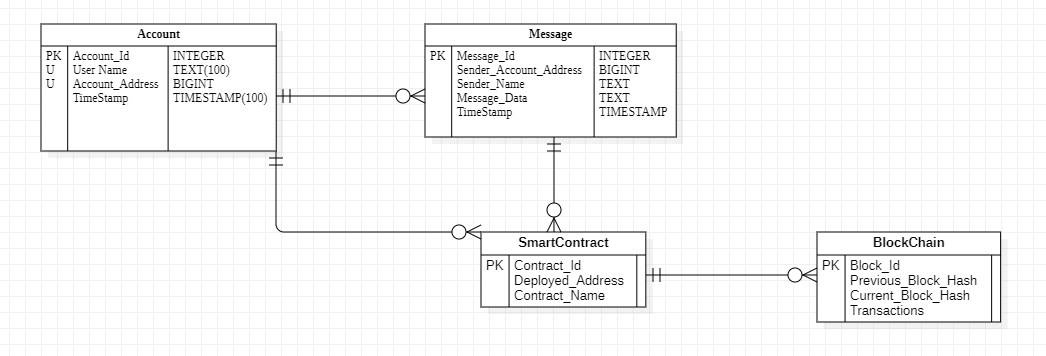 Account
PK Account_Id INTEGER
U User Name TEXT(100)
U Account_Address BIGINT
TimeStamp TIMESTAMP(100)
Message
PK Message_Id INTEGER
Sender_Account_Address BIGINT
Sender_Name TEXT
Message_Data TEXT
TimeStamp TIMESTAMP
SmartContract
PK Contract_Id
Deployed_Address
Contract_Name
BlockChain
PK Block_Id
Previous_Block_Hash
Current_Block_Hash
Transactions